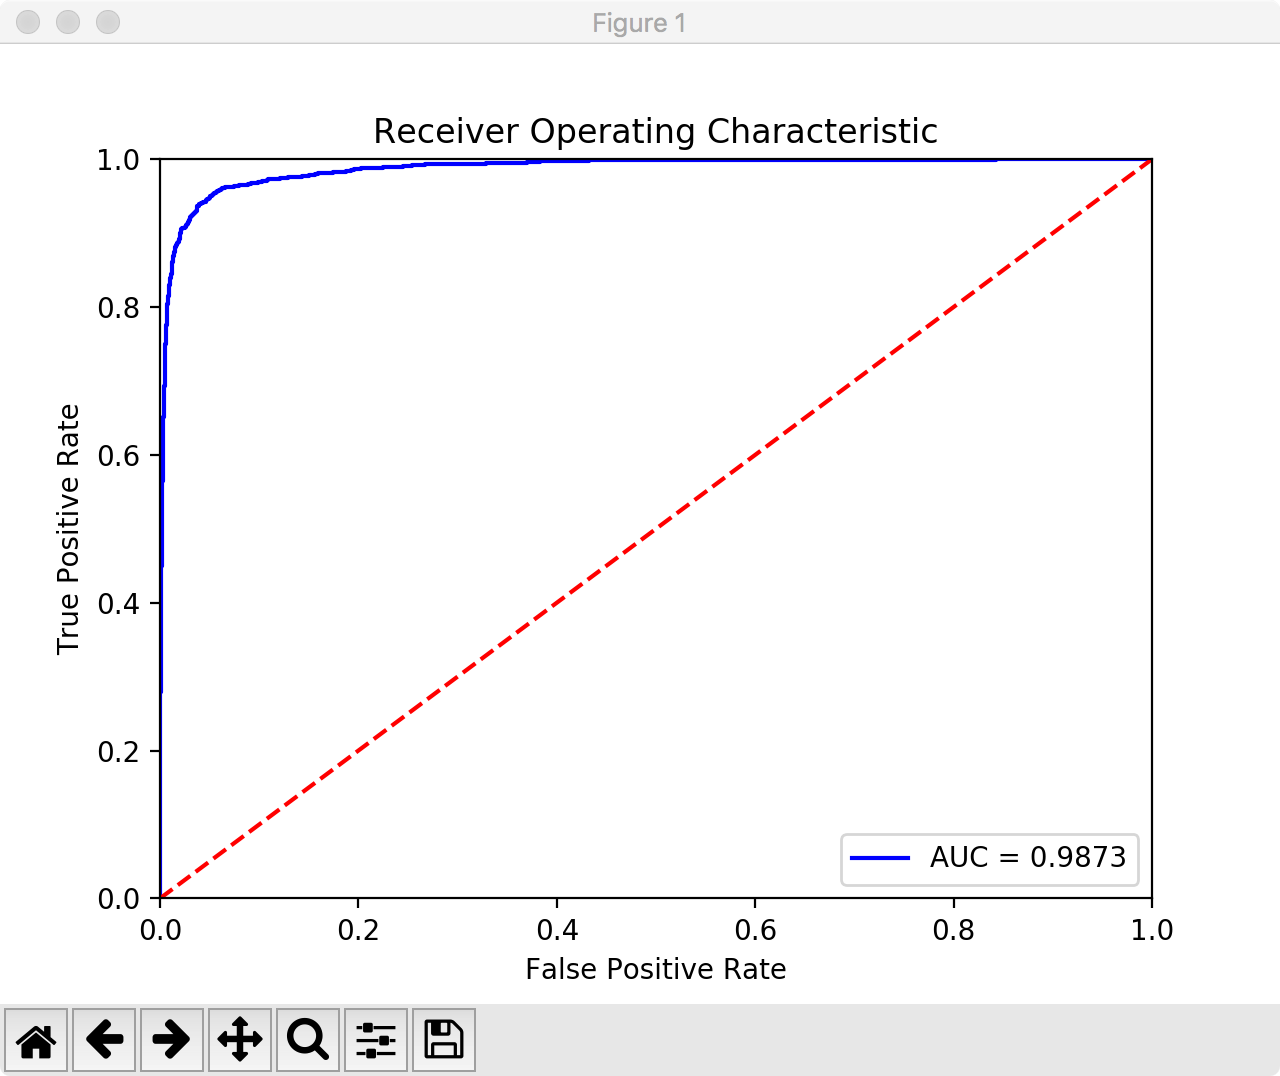 Figure 1
Receiver Operating Characteristic
1.0
0.8
0.6
0.4
0.2
0.0
True Positive Rate
AUC = 0.9873
0.0 0.2 0.4 0.6 0.8 1.0
False Positive Rate